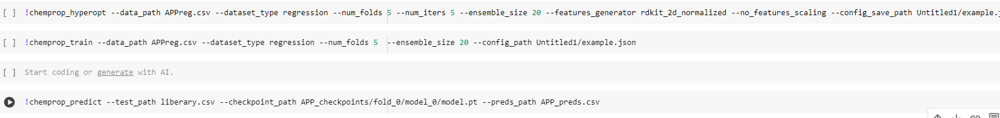 [ ] !chemprop_hyperopt --data_path APPreg.csv --dataset_type regression --num_folds 5 --num_iters 5 --ensemble_size 20 --features_generator rdkit_2d_normalized --no_features_scaling --config_save_path Untitled1/example.j
[ ] !chemprop_train --data_path APPreg.csv --dataset_type regression --num_folds 5  --ensemble_size 20 --config_path Untitled1/example.json
[ ] Start coding or generate with AI.
!chemprop_predict --test_path liberary.csv --checkpoint_path APP_checkpoints/fold_0/model_0/model.pt --preds_path APP_preds.csv